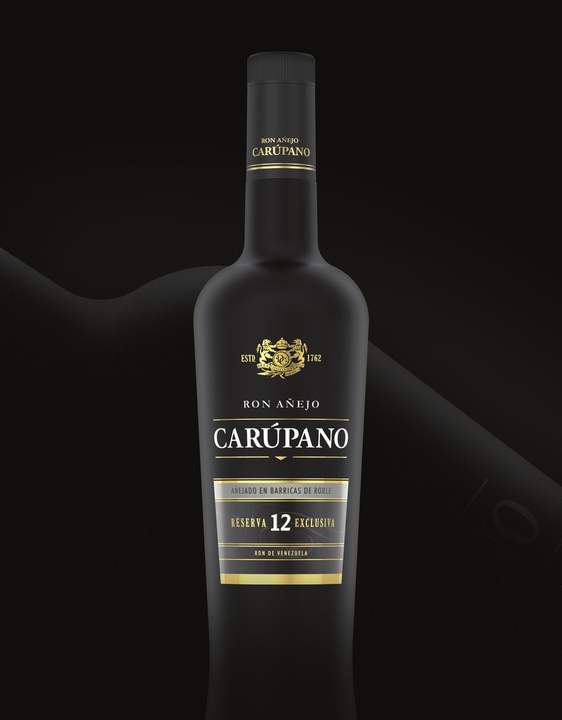 RON AÑEJO
CARÚPANO
ESTD. 1762
RON AÑEJO
CARÚPANO
AÑEJADO EN BARRICAS DE ROBLE
RESERVA 12 EXCLUSIVA
RON DE VENEZUELA